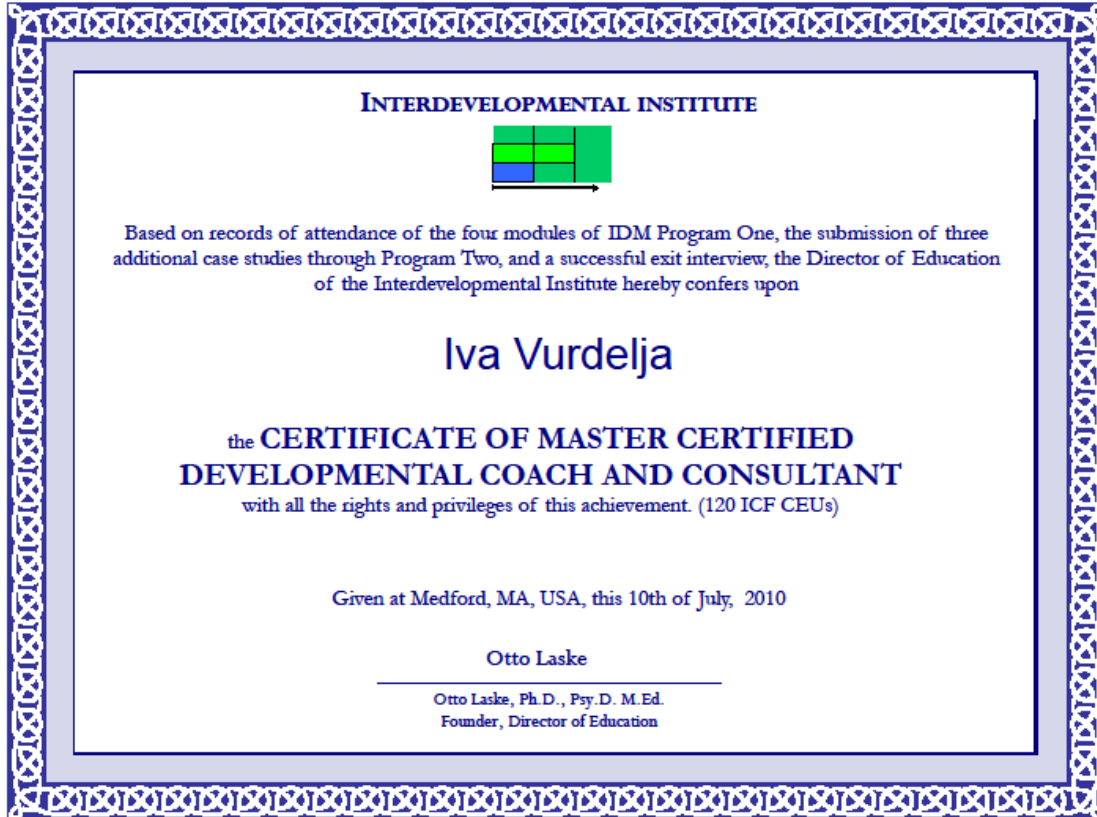 INTERDEVELOPMENTAL INSTITUTE
Based on records of attendance of the four modules of IDM Program One, the submission of three
additional case studies through Program Two, and a successful exit interview, the Director of Education
of the Interdevelopmental Institute hereby confers upon
Iva Vurdelja
the CERTIFICATE OF MASTER CERTIFIED
DEVELOPMENTAL COACH AND CONSULTANT
with all the rights and privileges of this achievement. (120 ICF CEUs)
Given at Medford, MA, USA, this 10th of July, 2010
Otto Laske
Otto Laske, Ph.D., Psy.D. M.Ed.
Founder, Director of Education